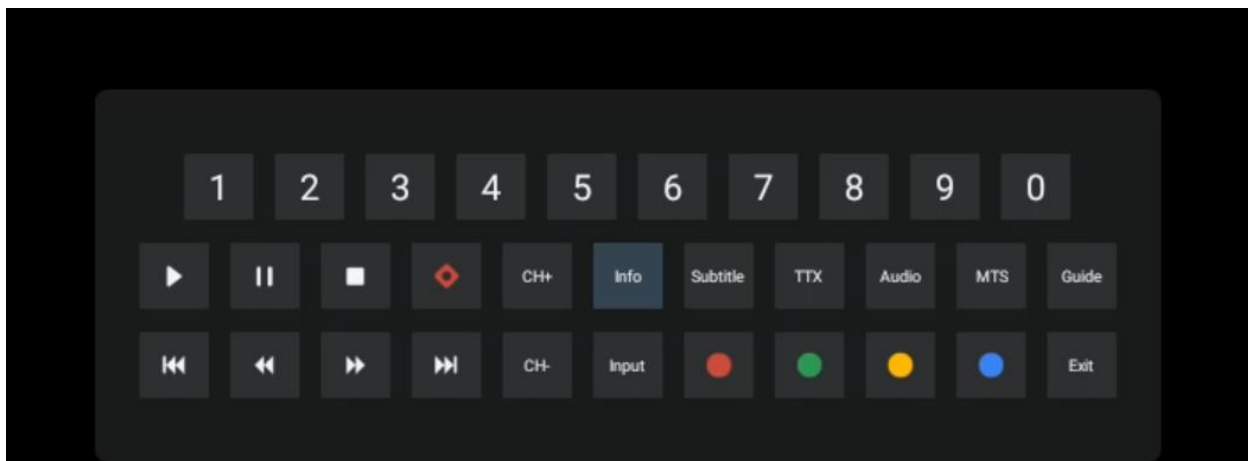 1 2 3 4 5 6 7 8 9 0
CH+ Info Subtitle TTX Audio MTS Guide
CH- Input Exit